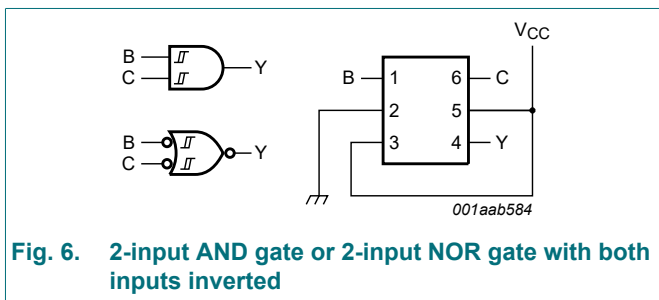 B
C
Y
B
C
Y
VCC
B 1 6 C
2 5
3 4 Y
001aab584
Fig. 6. 2-input AND gate or 2-input NOR gate with both
inputs inverted